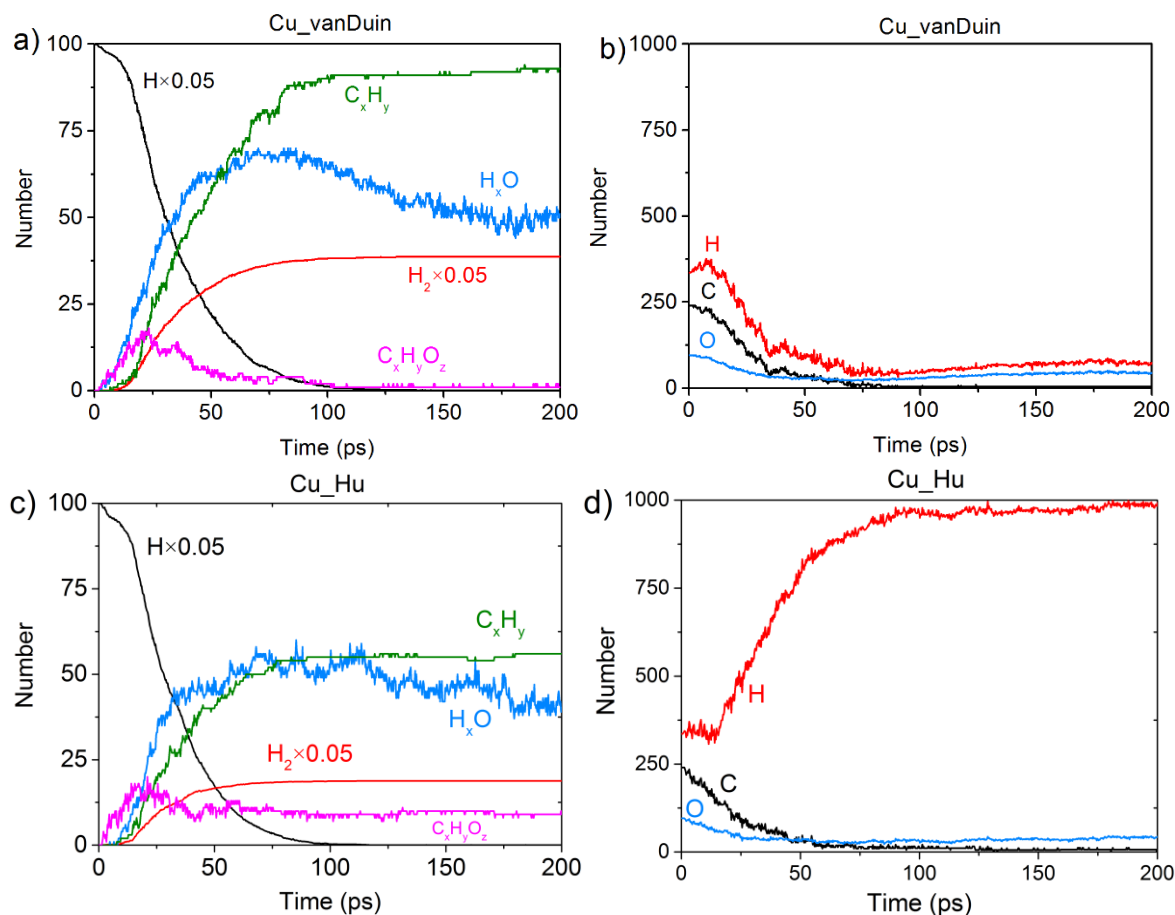 a)
Cu_vanDuin
100
75
50
25
0
Number
H×0.05
CxHy
HxO
H2×0.05
CxHyOz
0
50
100
150
200
Time (ps)
b)
Cu_vanDuin
1000
750
500
250
0
Number
H
C
O
0
50
100
150
200
Time (ps)
c)
Cu_Hu
100
75
50
25
0
Number
H×0.05
CxHy
HxO
H2×0.05
CxHyOz
0
50
100
150
200
Time (ps)
d)
Cu_Hu
1000
750
500
250
0
Number
H
C
O
0
50
100
150
200
Time (ps)